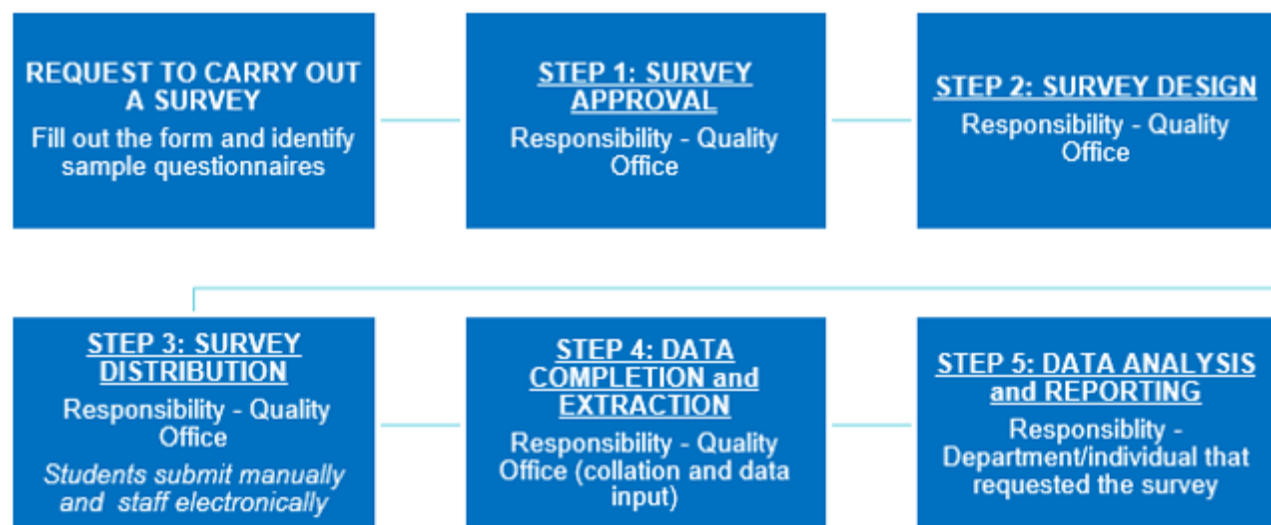 REQUEST TO CARRY OUT
A SURVEY
Fill out the form and identify
sample questionnaires
STEP 1: SURVEY
APPROVAL
Responsibility - Quality
Office
STEP 2: SURVEY DESIGN
Responsibility - Quality
Office
STEP 3: SURVEY
DISTRIBUTION
Responsibility - Quality
Office
Students submit manually
and staff electronically
STEP 4: DATA
COMPLETION and
EXTRACTION
Responsibility - Quality
Office (collation and data
input)
STEP 5: DATA ANALYSIS
and REPORTING
Responsiblity -
Department/individual that
requested the survey